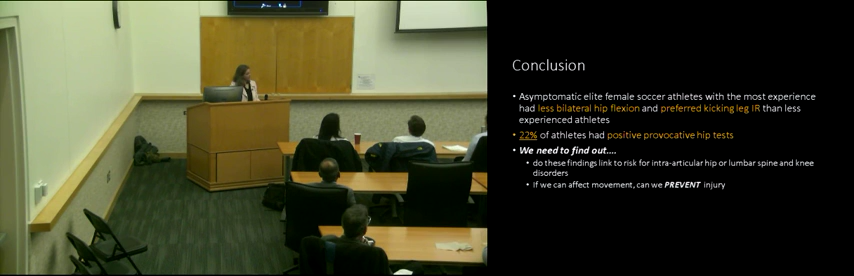 Conclusion
• Asymptomatic elite female soccer athletes with the most experience
had less bilateral hip flexion and preferred kicking leg IR than less
experienced athletes
• 22% of athletes had positive provocative hip tests
• We need to find out....
• do these findings link to risk for intra-articular hip or lumbar spine and knee
disorders
• If we can affect movement, can we PREVENT injury